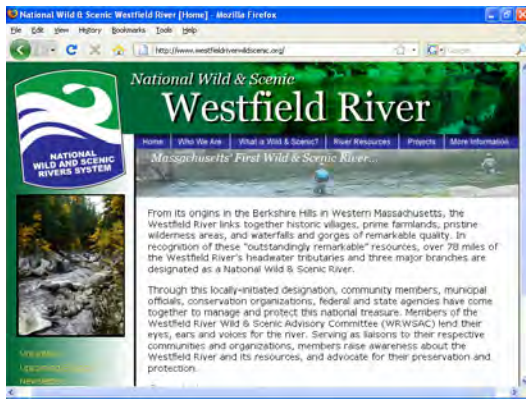 National Wild & Scenic Westfield River [Home] - Mozilla Firefox
File Edit View History Bookmarks Tools Help
http://www.westfieldriverwildscenic.org/
National Wild & Scenic
Westfield River
Home Who We Are What is Wild & Scenic? River Resources Projects More Information
Massachusetts' First Wild & Scenic River...
NATIONAL
WILD AND SCENIC
RIVERS SYSTEM
From its origins in the Berkshire Hills in Western Massachusetts, the
Westfield River links together historic villages, prime farmlands, pristine
wilderness areas, and waterfalls and gorges of remarkable quality. In
recognition of these "outstandingly remarkable" resources, over 78 miles of
the Westfield River's headwater tributaries and three major branches are
designated as a National Wild & Scenic River.
Through this locally-initiated designation, community members, municipal
officials, conservation organizations, federal and state agencies have come
together to manage and protect this national treasure. Members of the
Westfield River Wild & Scenic Advisory Committee (WRWSAC) lend their
eyes, ears and voices for the river. Serving as liaisons to their respective
communities and organizations, members raise awareness about the
Westfield River and its resources, and advocate for their preservation and
protection.